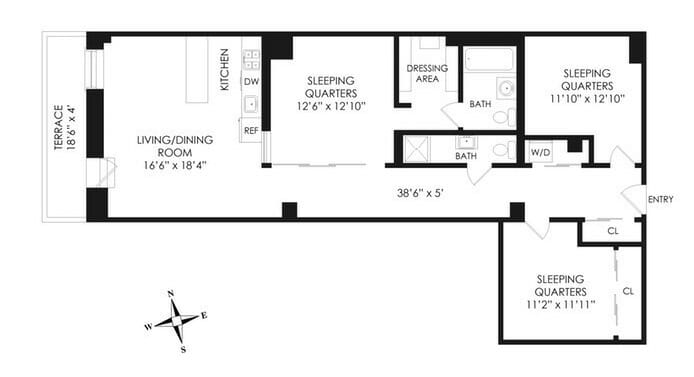 TERRACE
18'6" x 4'
LIVING/DINING
ROOM
16'6" x 18'4"
KITCHEN
DW
REF
SLEEPING
QUARTERS
12'6" x 12'10"
DRESSING
AREA
BATH
BATH
SLEEPING
QUARTERS
11'10" x 12'10"
W/D
38'6" x 5'
ENTRY
CL
SLEEPING
QUARTERS
11'2" x 11'11"
CL
N
W
E
S